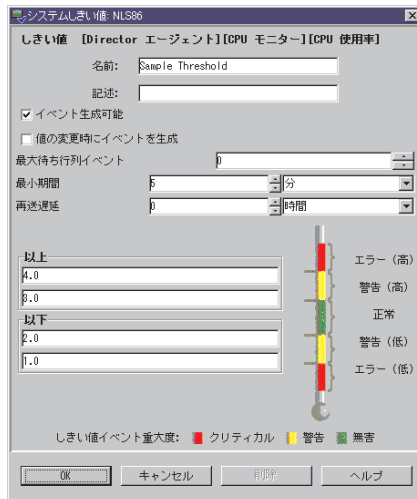 システムしきい値: NLS86
しきい値 [Director エージェント][CPU モニター][CPU 使用率]
名前: Sample Threshold
記述:
イベント生成可能
値の変更時にイベントを生成
最大待ち行列イベント 0
最小期間 5 分
再送遅延 0 時間
以上
4.0
8.0
以下
2.0
1.0
エラー (高)
警告 (高)
正常
警告 (低)
エラー (低)
しきい値イベント重大度: クリティカル 警告 無害
OK キャンセル 削除 ヘルプ